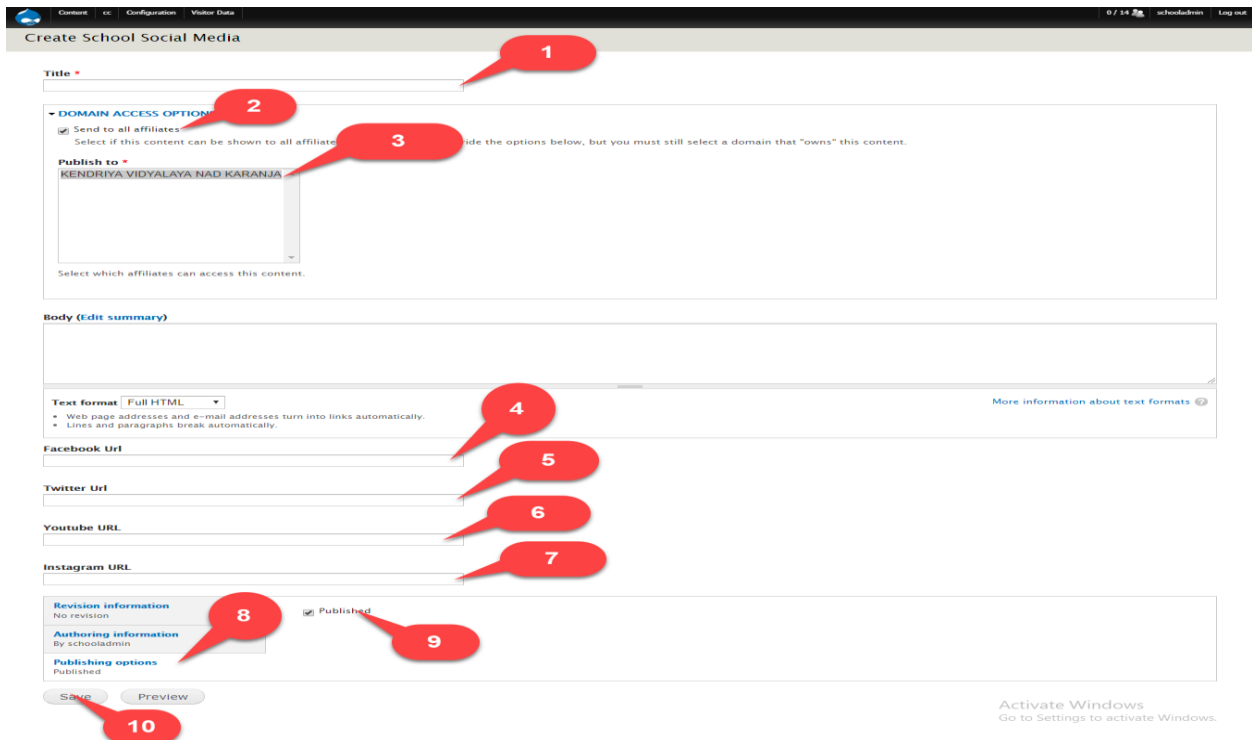 Content cc Configuration Visitor Data 0 / 14 schooladmin Log out
Create School Social Media
1
Title *
2
DOMAIN ACCESS OPTION
Send to all affiliates
3
Select if this content can be shown to all affiliate ide the options below, but you must still select a domain that "owns" this content.
Publish to *
KENDRIYA VIDYALAYA NAD KARANJA
Select which affiliates can access this content.
Body (Edit summary)
Text format Full HTML More information about text formats ?
4
Web page addresses and e-mail addresses turn into links automatically.
Lines and paragraphs break automatically.
Facebook Url
5
Twitter Url
6
Youtube URL
7
Instagram URL
Revision information
No revision
8
Published
9
Authoring information
By schooladmin
Publishing options
Published
Save Preview
10
Activate Windows
Go to Settings to activate Windows.